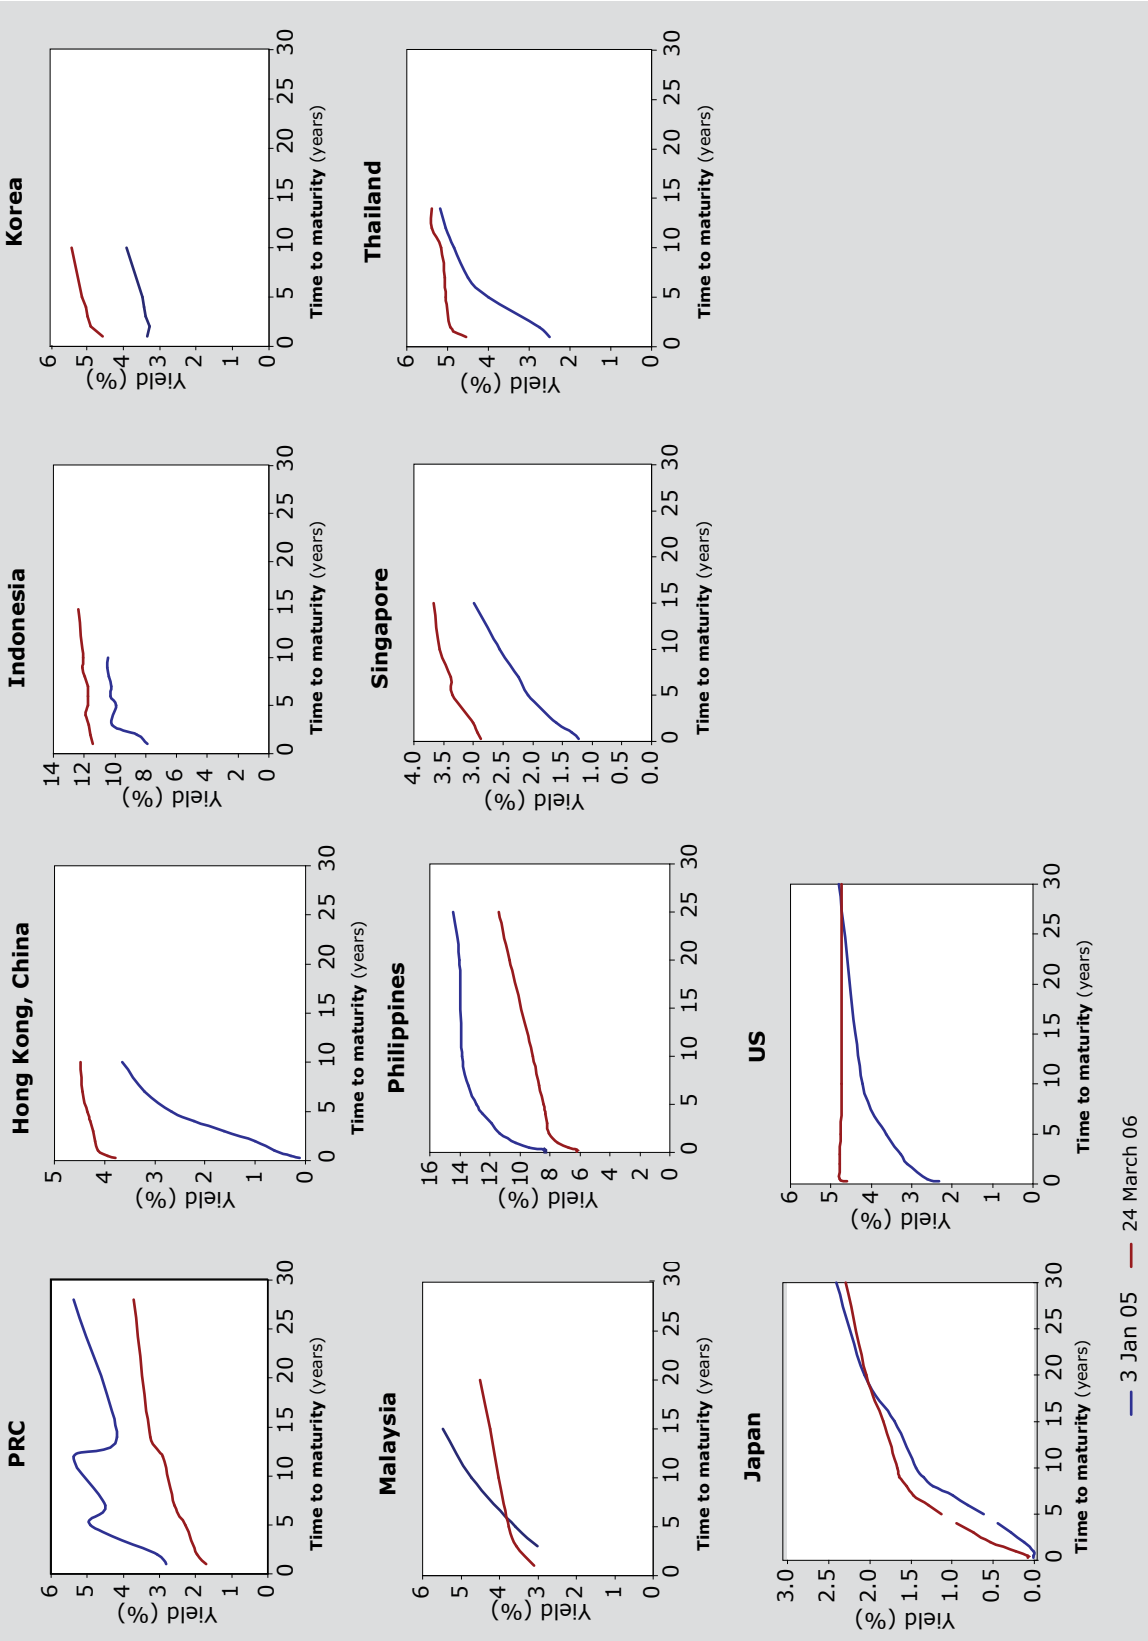 PRC
Yield (%)
6
5
4
3
2
1
0
0 5 10 15 20 25 30
Time to maturity (years)
Hong Kong, China
Yield (%)
5
4
3
2
1
0
0 5 10 15 20 25 30
Time to maturity (years)
Indonesia
Yield (%)
14
12
10
8
6
4
2
0
0 5 10 15 20 25 30
Time to maturity (years)
Korea
Yield (%)
6
5
4
3
2
1
0
0 5 10 15 20 25 30
Time to maturity (years)
Malaysia
Yield (%)
6
5
4
3
2
1
0
0 5 10 15 20 25 30
Time to maturity (years)
Philippines
Yield (%)
16
14
12
10
8
6
4
2
0
0 5 10 15 20 25 30
Time to maturity (years)
Singapore
Yield (%)
4.0
3.5
3.0
2.5
2.0
1.5
1.0
0.5
0.0
0 5 10 15 20 25 30
Time to maturity (years)
Thailand
Yield (%)
6
5
4
3
2
1
0
0 5 10 15 20 25 30
Time to maturity (years)
Japan
Yield (%)
3.0
2.5
2.0
1.5
1.0
0.5
0.0
0 5 10 15 20 25 30
Time to maturity (years)
US
Yield (%)
6
5
4
3
2
1
0
0 5 10 15 20 25 30
Time to maturity (years)
3 Jan 05 24 March 06